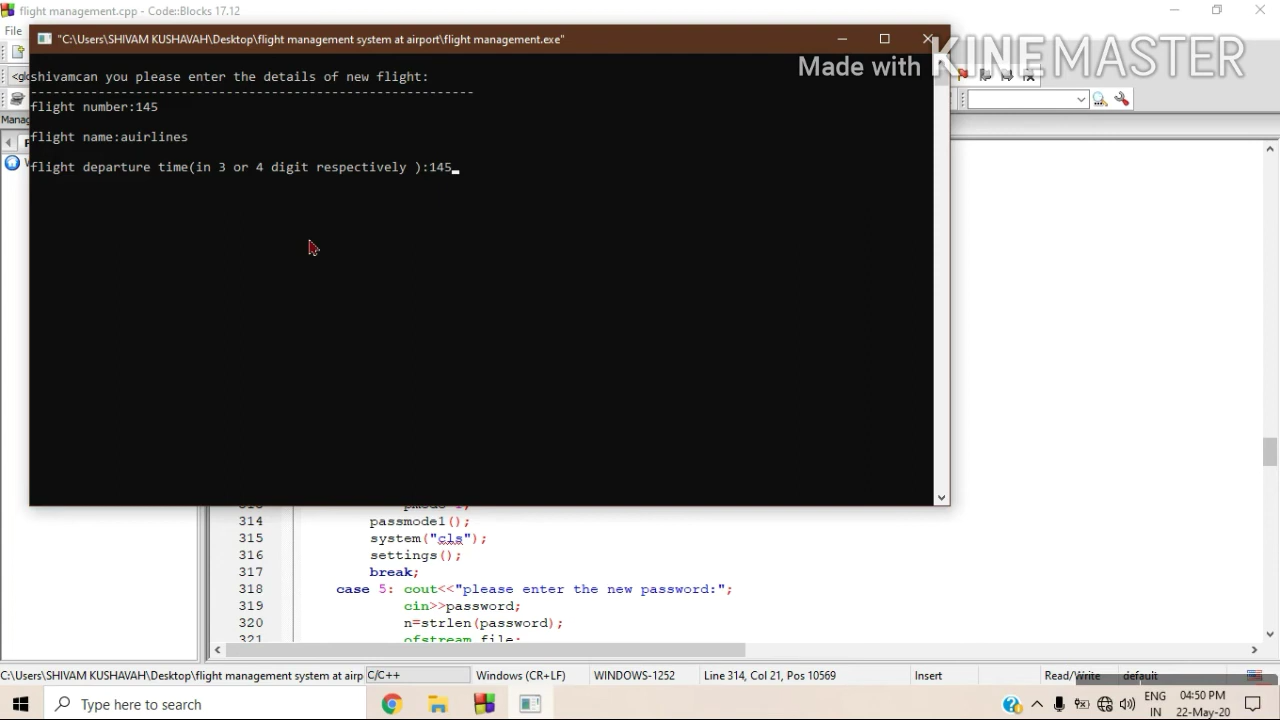 flight management.cpp - Code::Blocks 17.12
File
"C:\Users\SHIVAM KUSHAVAH\Desktop\flight management system at airport\flight management.exe"
Made with KINEMASTER
shivamcan you please enter the details of new flight:
-----------------------------------------------------------
flight number:145
flight name:auirlines
flight departure time(in 3 or 4 digit respectively ):145
Manag
314 passmode1();
315 system("cls");
316 settings();
317 break;
318 case 5: cout<<"please enter the new password:";
319 cin>>password;
320 n=strlen(password);
321 ofstream file;
C:\Users\SHIVAM KUSHAVAH\Desktop\flight management system at airp C/C++ Windows (CR+LF) WINDOWS-1252 Line 314, Col 21, Pos 10569 Insert Read/Write default
Type here to search
ENG 04:50 PM
IN 22-May-20